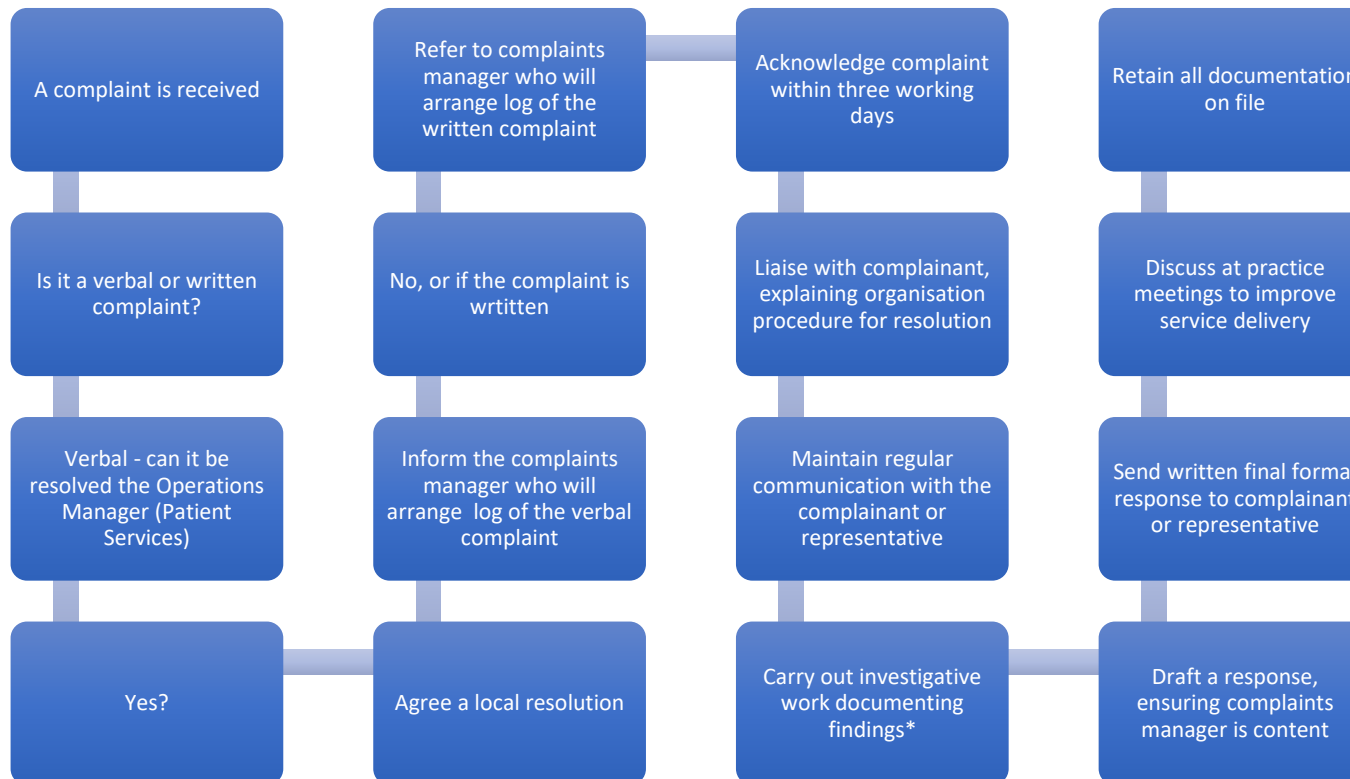 A complaint is received
Is it a verbal or written
complaint?
Verbal - can it be
resolved the Operations
Manager (Patient
Services)
Yes?
Agree a local resolution
Inform the complaints
manager who will
arrange log of the verbal
complaint
No, or if the complaint is
wrtitten
Refer to complaints
manager who will
arrange log of the
written complaint
Acknowledge complaint
within three working
days
Liaise with complainant,
explaining organisation
procedure for resolution
Maintain regular
communication with the
complainant or
representative
Carry out investigative
work documenting
findings*
Draft a response,
ensuring complaints
manager is content
Send written final formal
response to complainant
or representative
Discuss at practice
meetings to improve
service delivery
Retain all documentation
on file